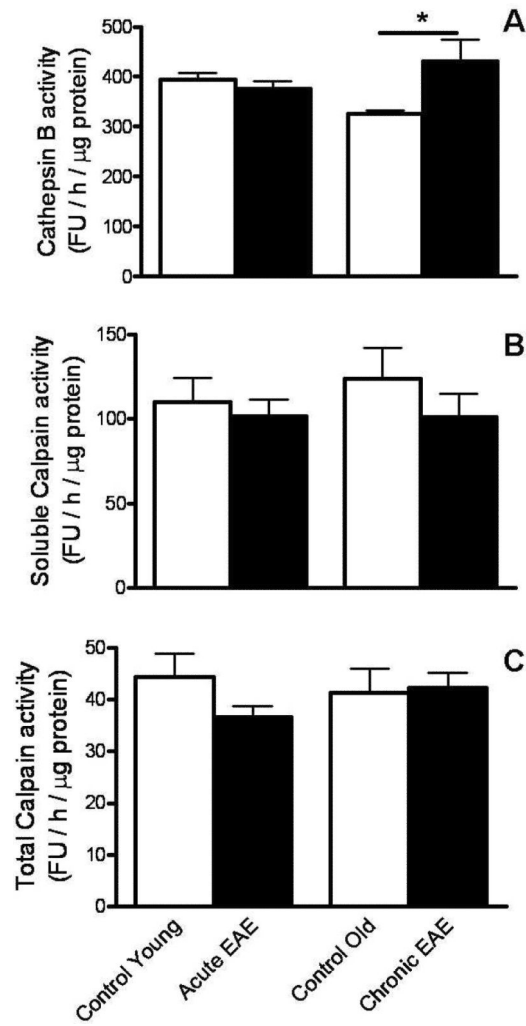 A
*
Cathepsin B activity
(FU / h / µg protein)
500
400
300
200
100
0
B
Soluble Calpain activity
(FU / h / µg protein)
150
100
50
0
C
Total Calpain activity
(FU / h / µg protein)
50
40
30
20
10
0
Control Young
Acute EAE
Control Old
Chronic EAE